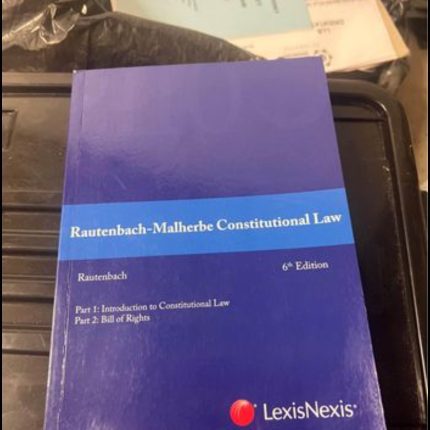 Rautenbach-Malherbe Constitutional Law
6th Edition
Rautenbach
Part 1: Introduction to Constitutional Law
Part 2: Bill of Rights
LexisNexis®